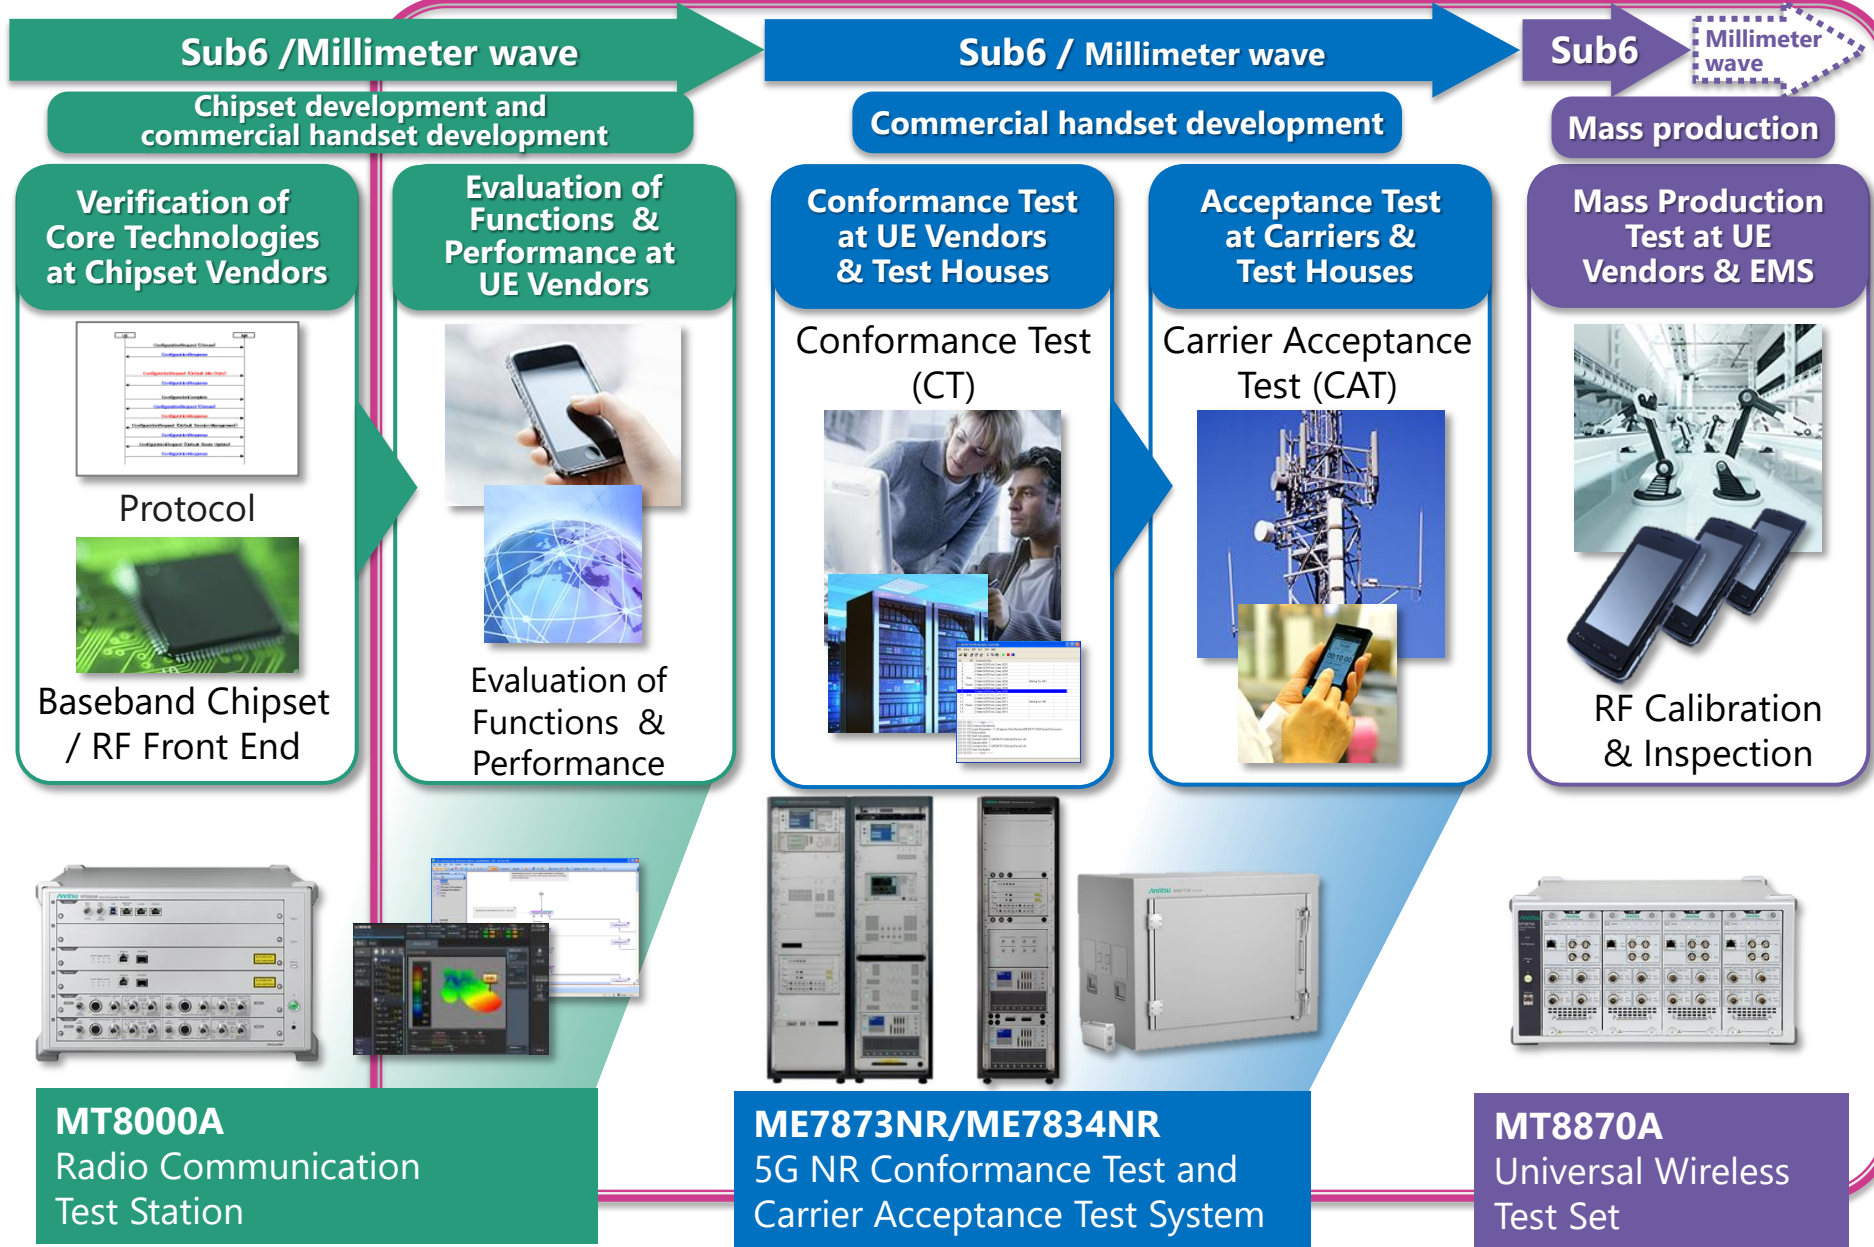 Sub6 /Millimeter wave
Sub6 / Millimeter wave
Sub6
Millimeter
wave
Chipset development and
commercial handset development
Commercial handset development
Mass production
Verification of
Core Technologies
at Chipset Vendors
Evaluation of
Functions &
Performance at
UE Vendors
Conformance Test
at UE Vendors
& Test Houses
Acceptance Test
at Carriers &
Test Houses
Mass Production
Test at UE
Vendors & EMS
Protocol
Baseband Chipset
/ RF Front End
Evaluation of
Functions &
Performance
Conformance Test
(CT)
Carrier Acceptance
Test (CAT)
RF Calibration
& Inspection
MT8000A
Radio Communication
Test Station
ME7873NR/ME7834NR
5G NR Conformance Test and
Carrier Acceptance Test System
MT8870A
Universal Wireless
Test Set